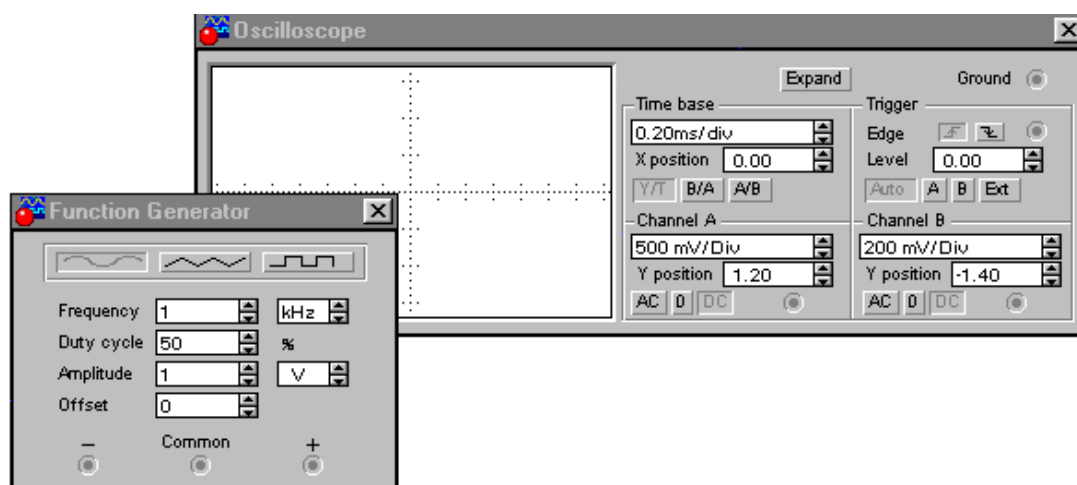 Oscilloscope
Expand Ground
Time base
0.20ms/div
X position 0.00
Y/T B/A A/B
Trigger
Edge
Level 0.00
Auto A B Ext
Channel A
500 mV/Div
Y position 1.20
AC 0 DC
Channel B
200 mV/Div
Y position -1.40
AC 0 DC
Function Generator
Frequency 1 kHz
Duty cycle 50 %
Amplitude 1 V
Offset 0
− Common +